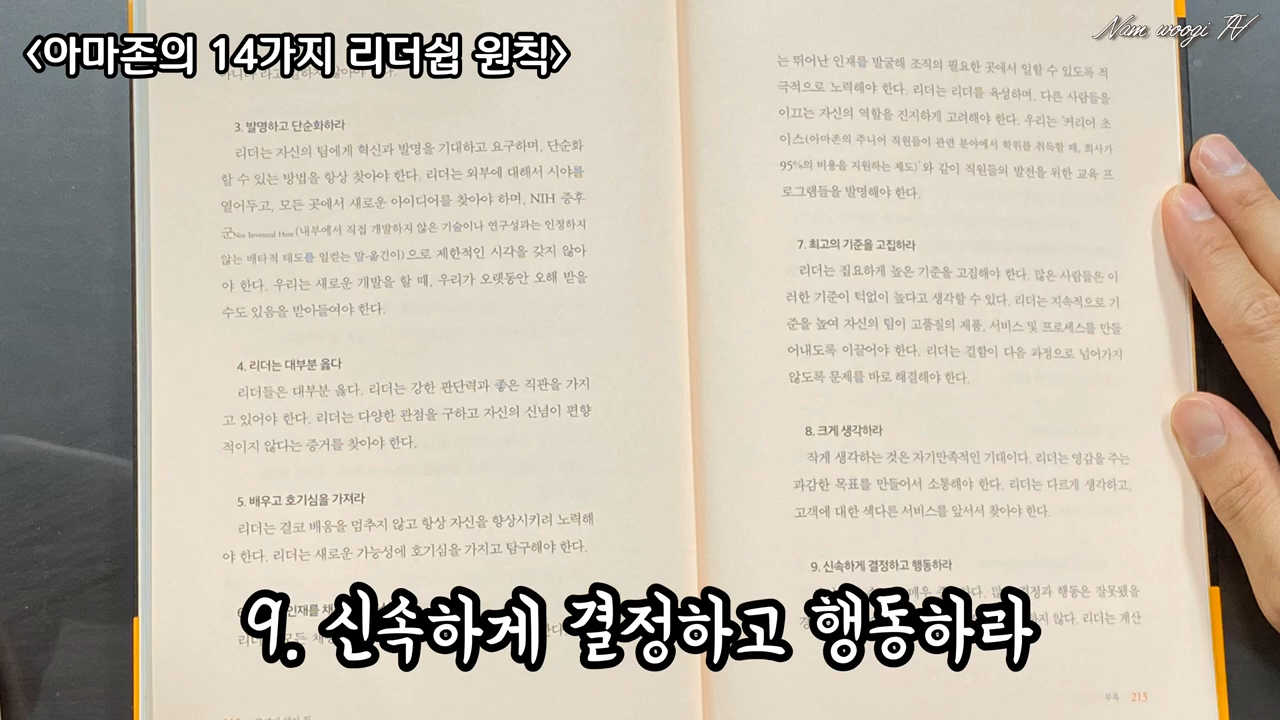 <아마존의 14가지 리더쉽 원칙>
Nam woogi TV
3. 발명하고 단순화하라
리더는 자신의 팀에게 혁신과 발명을 기대하고 요구하며, 단순화
할 수 있는 방법을 항상 찾아야 한다. 리더는 외부에 대해서 시야를
열어두고, 모든 곳에서 새로운 아이디어를 찾아야 하며, NIH 증후
군Not Invented Here(내부에서 직접 개발하지 않은 기술이나 연구성과는 인정하지
않는 배타적 태도를 일컫는 말-옮긴이)으로 제한적인 시각을 갖지 않아
야 한다. 우리는 새로운 개발을 할 때, 우리가 오랫동안 오해 받을
수도 있음을 받아들여야 한다.
4. 리더는 대부분 옳다
리더들은 대부분 옳다. 리더는 강한 판단력과 좋은 직관을 가지
고 있어야 한다. 리더는 다양한 관점을 구하고 자신의 신념이 편향
적이지 않다는 증거를 찾아야 한다.
5. 배우고 호기심을 가져라
리더는 결코 배움을 멈추지 않고 항상 자신을 향상시키려 노력해
야 한다. 리더는 새로운 가능성에 호기심을 가지고 탐구해야 한다.
인재를
는 뛰어난 인재를 발굴해 조직의 필요한 곳에서 일할 수 있도록 적
극적으로 노력해야 한다. 리더는 리더를 육성하며, 다른 사람들을
이끄는 자신의 역할을 진지하게 고려해야 한다. 우리는 '커리어 초
이스(아마존의 주니어 직원들이 관련 분야에서 학위를 취득할 때, 회사가
95%의 비용을 지원하는 제도)'와 같이 직원들의 발전을 위한 교육 프
로그램들을 발명해야 한다.
7. 최고의 기준을 고집하라
리더는 집요하게 높은 기준을 고집해야 한다. 많은 사람들은 이
러한 기준이 턱없이 높다고 생각할 수 있다. 리더는 지속적으로 기
준을 높여 자신의 팀이 고품질의 제품, 서비스 및 프로세스를 만들
어내도록 이끌어야 한다. 리더는 결함이 다음 과정으로 넘어가지
않도록 문제를 바로 해결해야 한다.
8. 크게 생각하라
작게 생각하는 것은 자기만족적인 기대이다. 리더는 영감을 주는
과감한 목표를 만들어서 소통해야 한다. 리더는 다르게 생각하고,
고객에 대한 색다른 서비스를 앞서서 찾아야 한다.
9. 신속하게 결정하고 행동하라
매우 행동은 잘못됐을
않다. 리더는 계산
9. 신속하게 결정하고 행동하라
부록 213